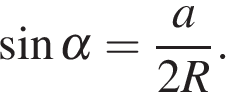 sin α = a/2R.